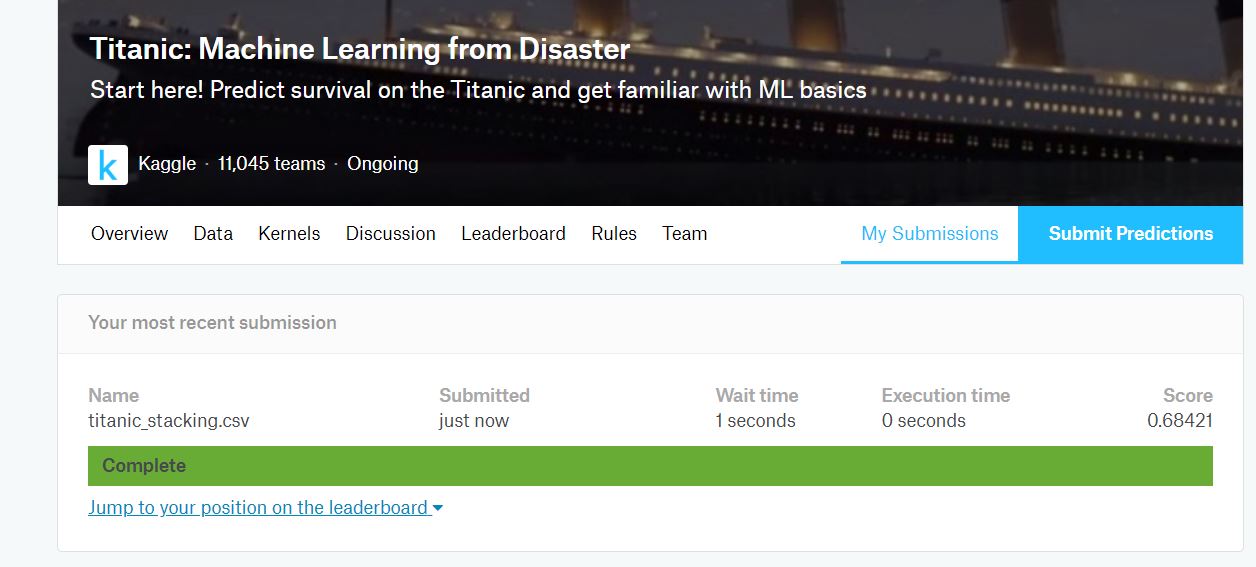 Titanic: Machine Learning from Disaster
Start here! Predict survival on the Titanic and get familiar with ML basics
k Kaggle · 11,045 teams · Ongoing
Overview Data Kernels Discussion Leaderboard Rules Team My Submissions Submit Predictions
Your most recent submission
Name Submitted Wait time Execution time Score
titanic_stacking.csv just now 1 seconds 0 seconds 0.68421
Complete
Jump to your position on the leaderboard